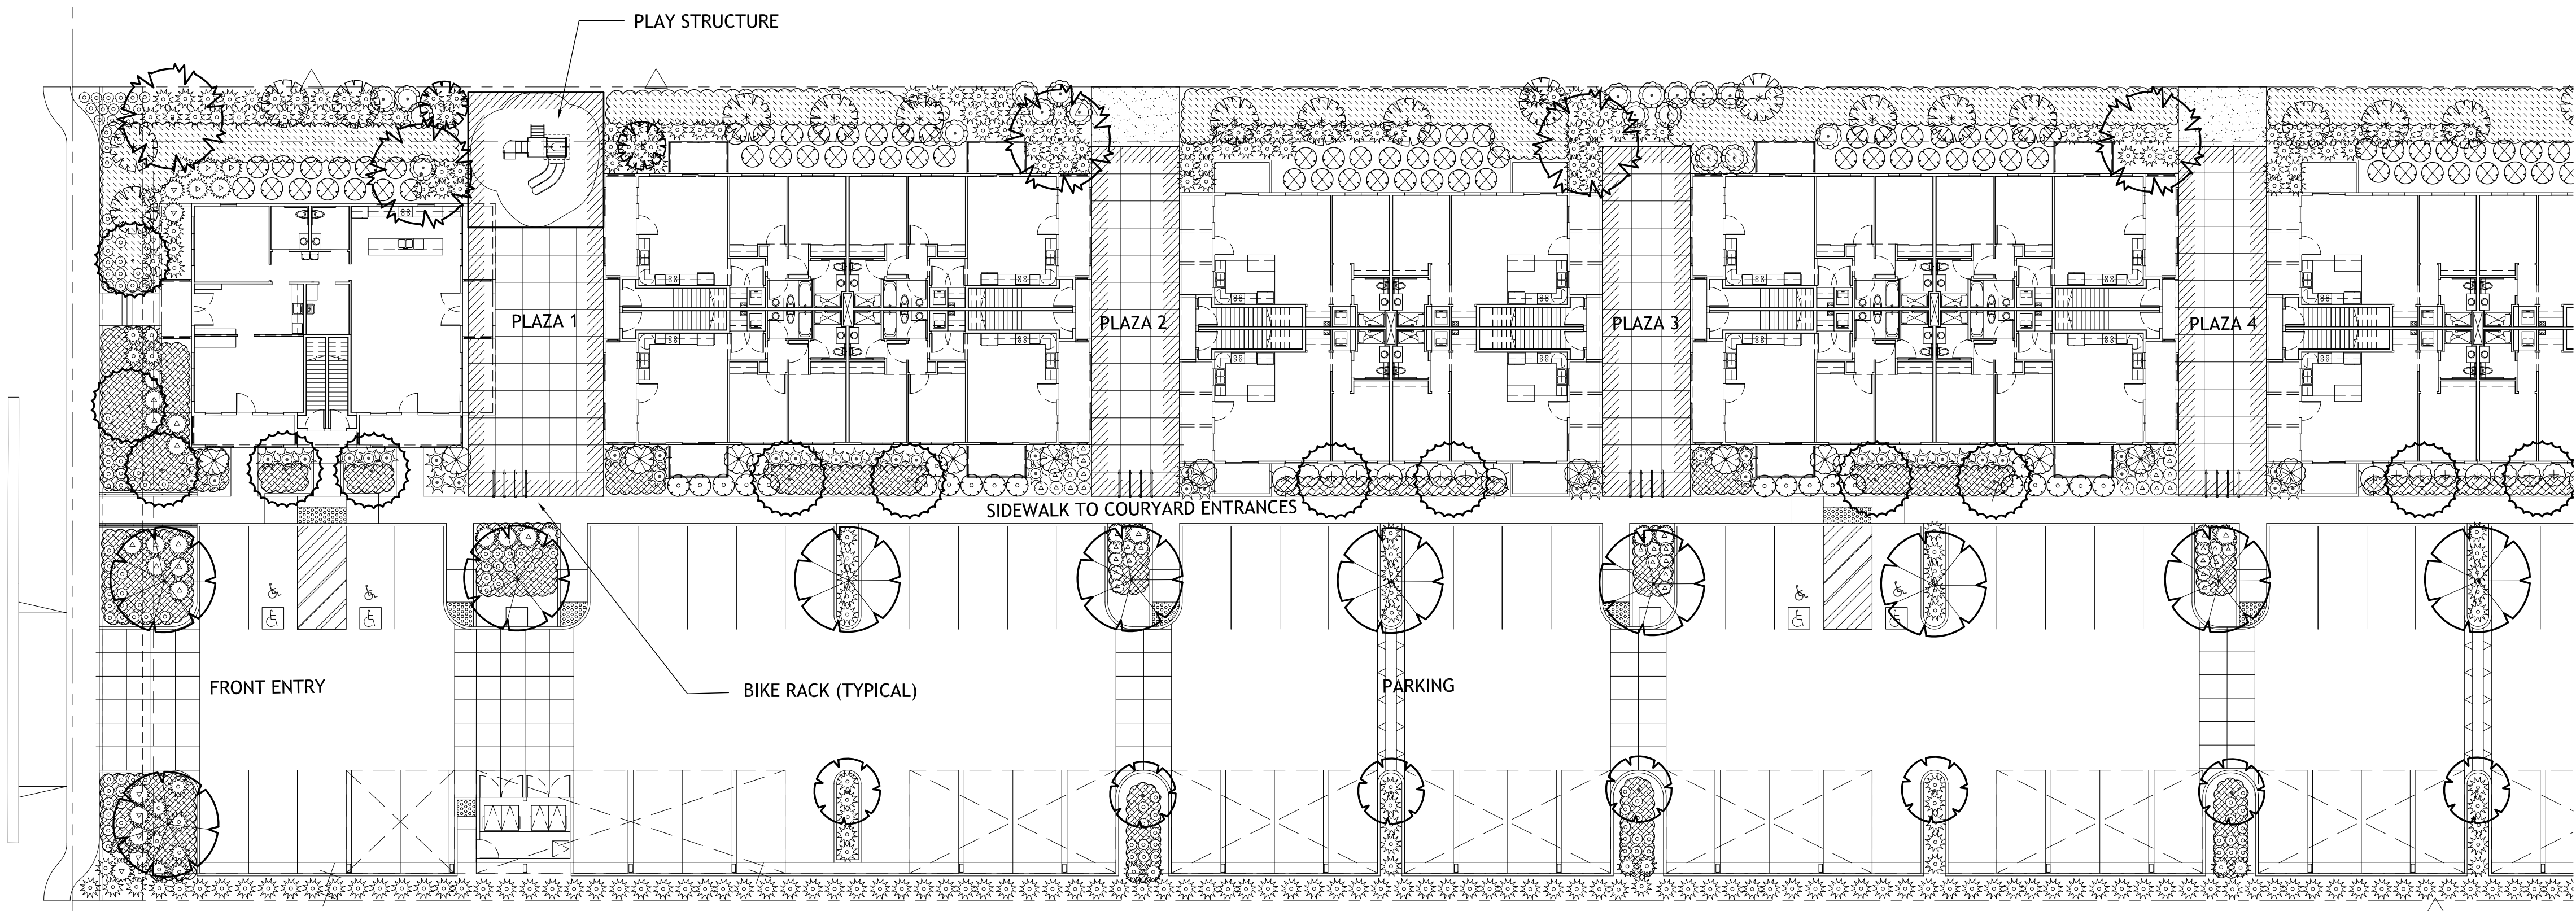 PLAY STRUCTURE
PLAZA 1
PLAZA 2
PLAZA 3
PLAZA 4
SIDEWALK TO COURYARD ENTRANCES
FRONT ENTRY
BIKE RACK (TYPICAL)
PARKING